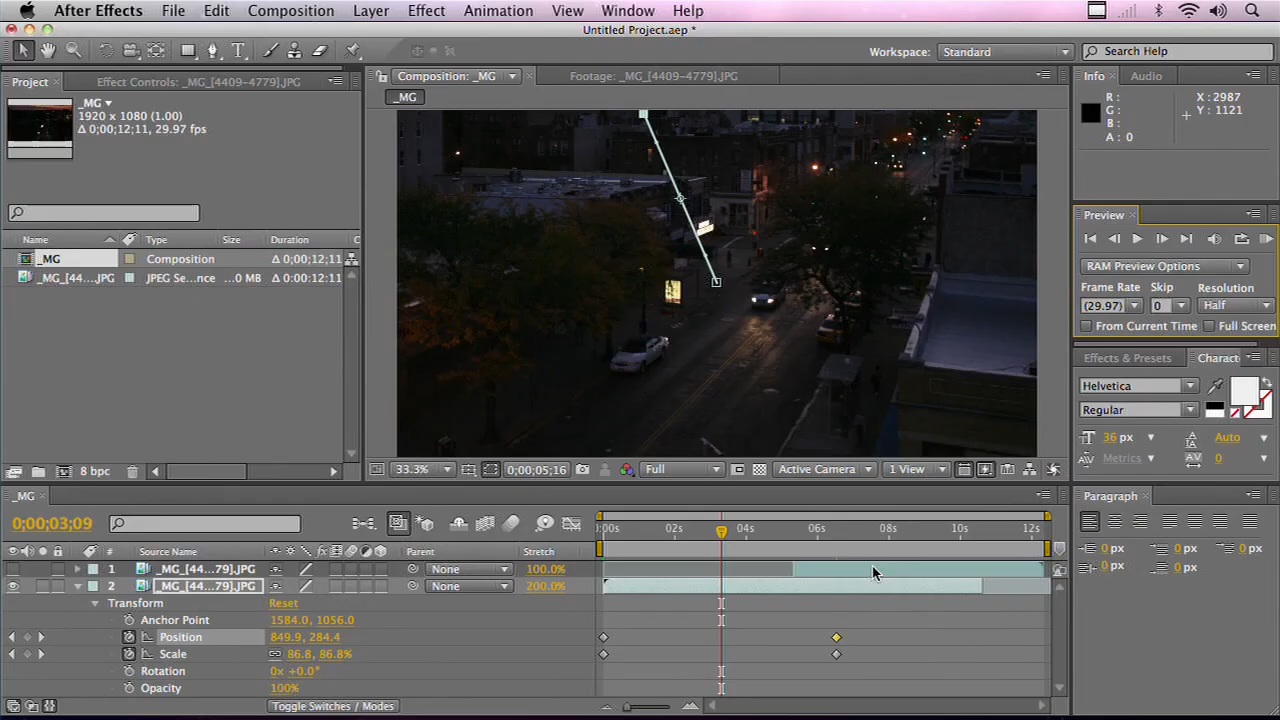 After Effects File Edit Composition Layer Effect Animation View Window Help
Untitled Project.aep *
Workspace: Standard Search Help
Project Effect Controls: _MG_[4409-4779].JPG
Composition: _MG Footage: _MG_[4409-4779].JPG
Info Audio
_MG
_MG
1920 x 1080 (1.00)
Δ 0;00;12;11, 29.97 fps
R : X : 2987
G : Y : 1121
B :
A : 0
Preview
RAM Preview Options
Frame Rate Skip Resolution
(29.97) 0 Half
From Current Time Full Screen
Name Type Size Duration C
_MG Composition 0;00;12;11
_MG_[44...].JPG JPEG Se...nce ...0 MB 0;00;12;11
Effects & Presets Charact
Helvetica
Regular
36 px Auto
Metrics 0
8 bpc
33.3% 0;00;05;16 Full Active Camera 1 View
_MG
Paragraph
0;00;03;09
:00s 02s 04s 06s 08s 10s 12s
# Source Name fx Parent Stretch
1 _MG_[44...79].JPG None 100.0%
2 _MG_[44...79].JPG None 200.0%
Transform Reset
Anchor Point 1584.0, 1056.0
Position 849.9, 284.4
Scale 86.8, 86.8%
Rotation 0x +0.0°
Opacity 100%
0 px 0 px 0 px
0 px 0 px
Toggle Switches / Modes